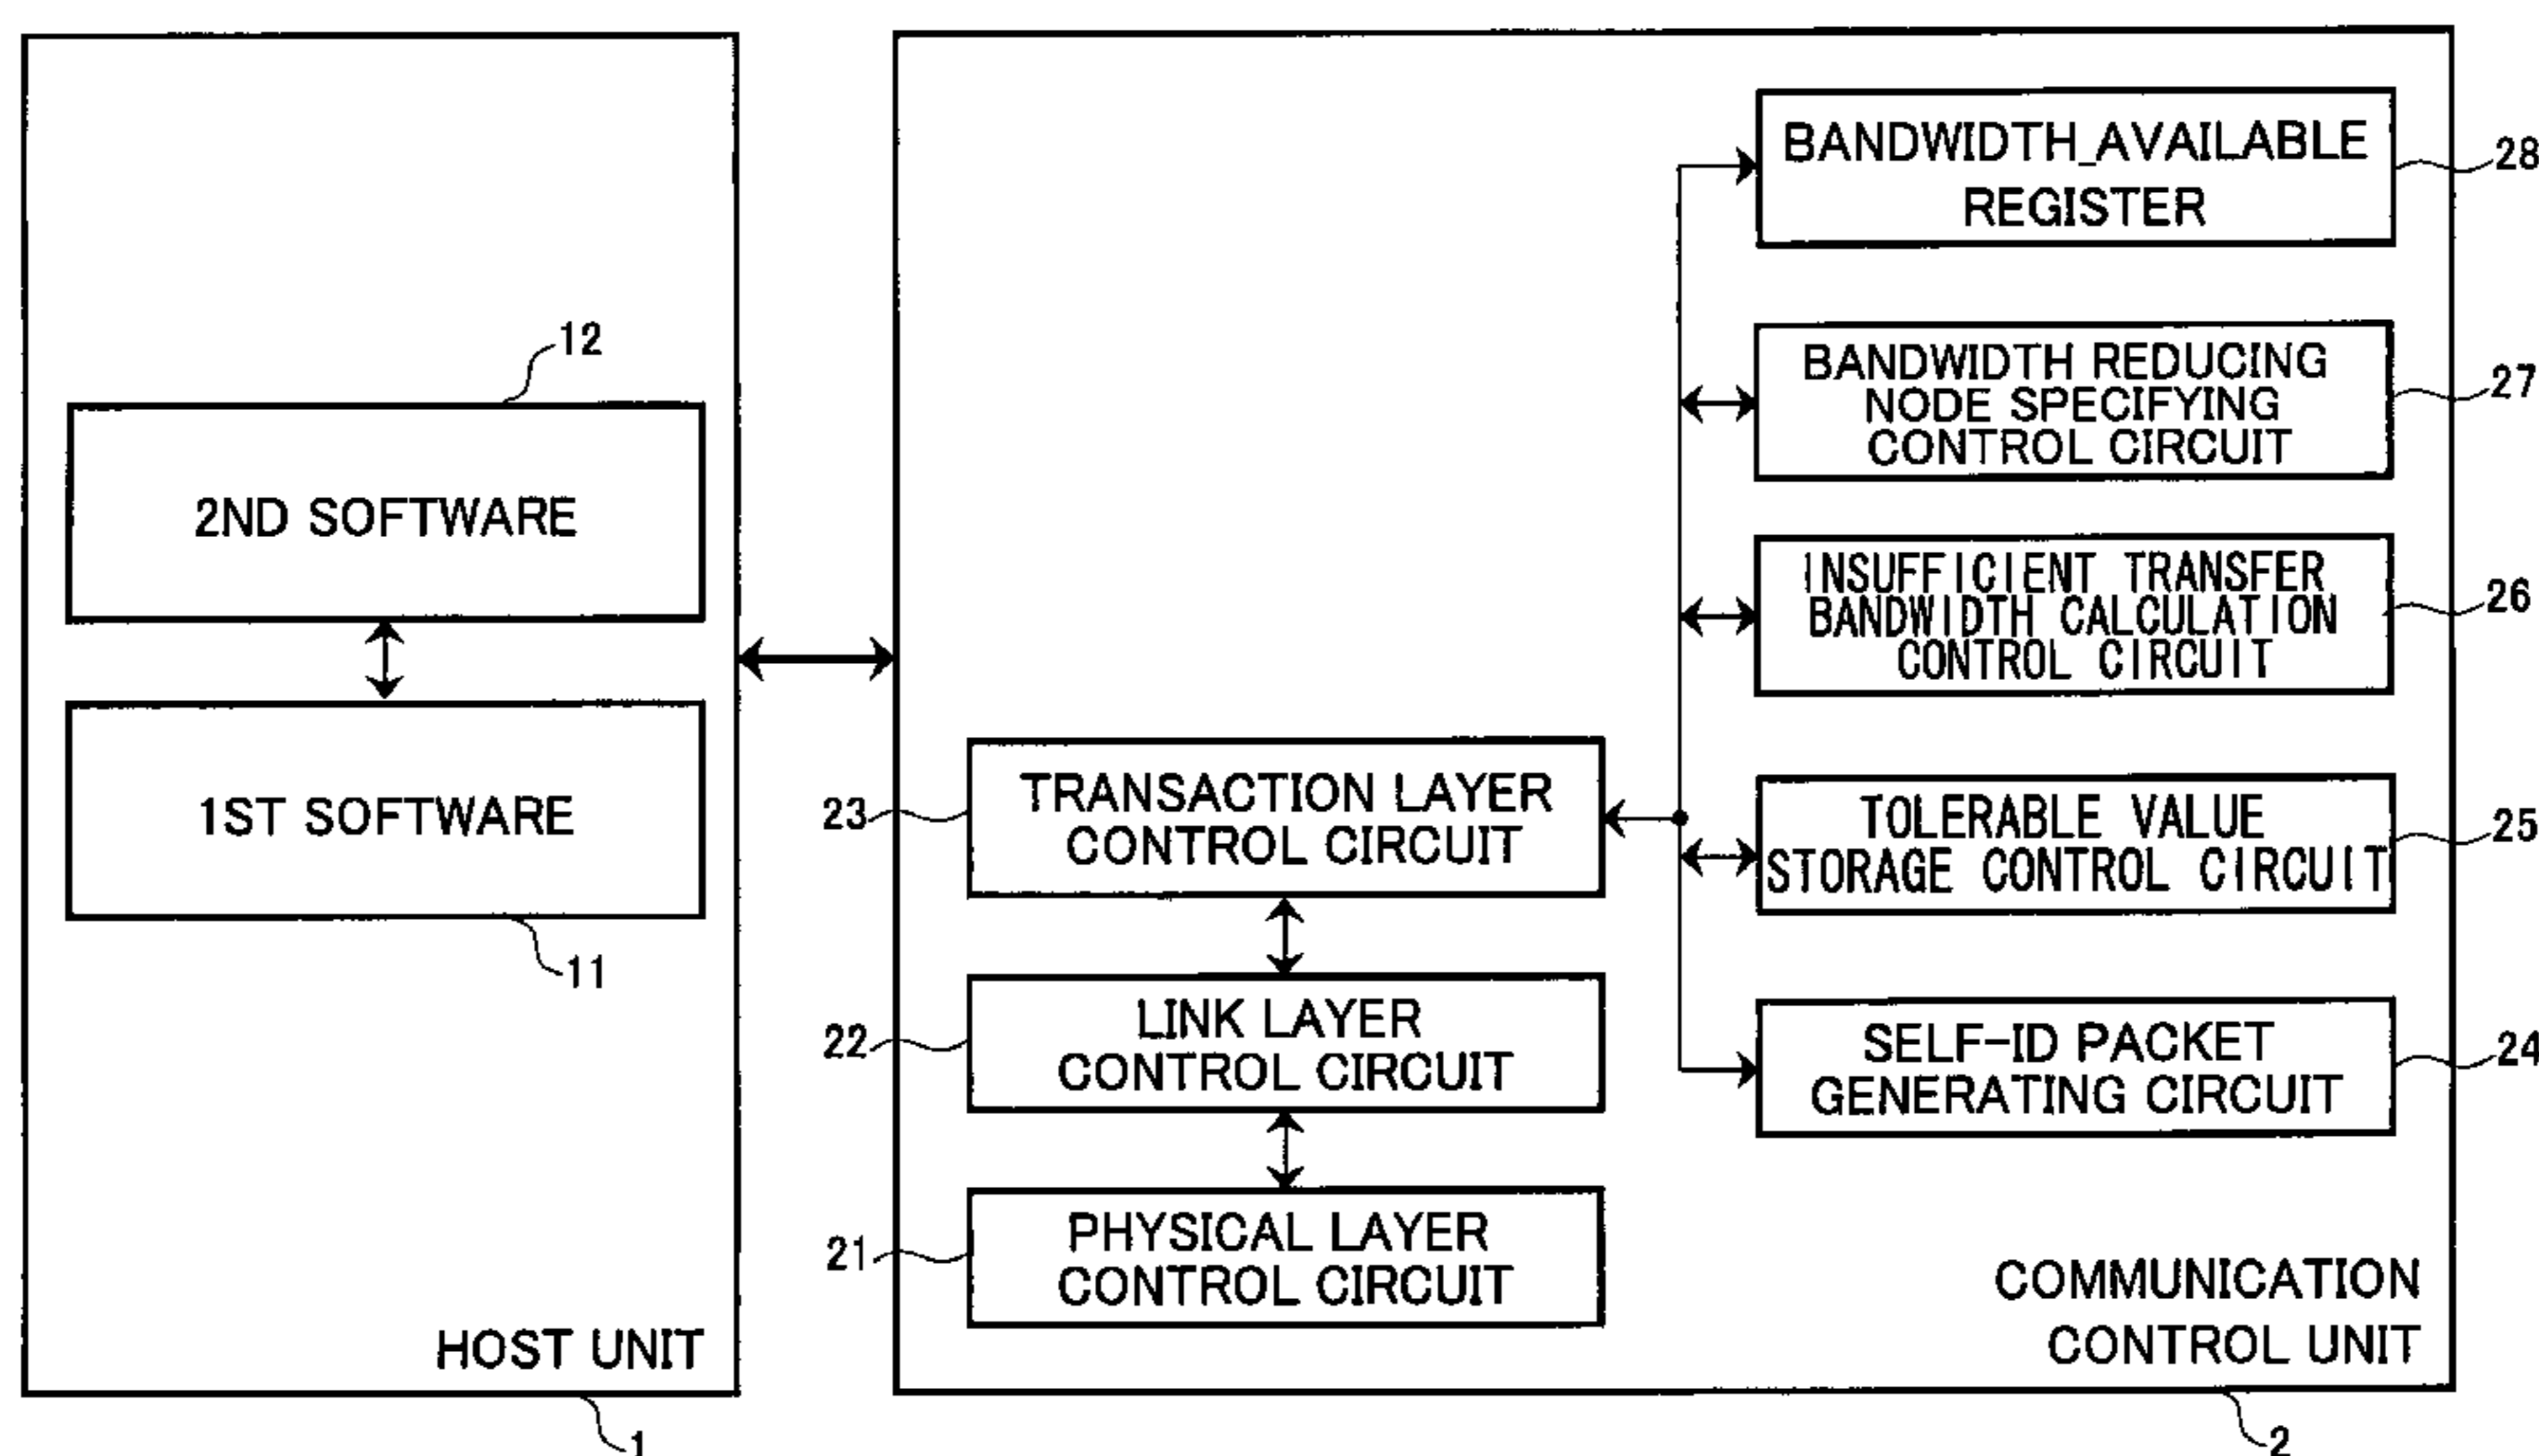 12
2ND SOFTWARE
1ST SOFTWARE
11
HOST UNIT
1
BANDWIDTH_AVAILABLE
REGISTER
28
BANDWIDTH REDUCING
NODE SPECIFYING
CONTROL CIRCUIT
27
INSUFFICIENT TRANSFER
BANDWIDTH CALCULATION
CONTROL CIRCUIT
26
23
TRANSACTION LAYER
CONTROL CIRCUIT
TOLERABLE VALUE
STORAGE CONTROL CIRCUIT
25
22
LINK LAYER
CONTROL CIRCUIT
SELF-ID PACKET
GENERATING CIRCUIT
24
21
PHYSICAL LAYER
CONTROL CIRCUIT
COMMUNICATION
CONTROL UNIT
2